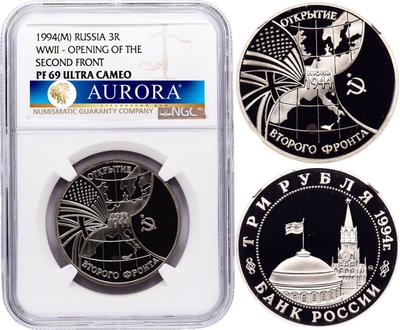 1994(M) RUSSIA 3R
WWII - OPENING OF THE
SECOND FRONT
PF 69 ULTRA CAMEO
AURORA
NUMISMATIC GUARANTY COMPANY
NGC
ОТКРЫТИЕ
ВТОРОГО ФРОНТА
ОТКРЫТИЕ
ИЮНЬ
1944
ВТОРОГО ФРОНТА
ТРИ РУБЛЯ 1994г.
БАНК РОССИИ